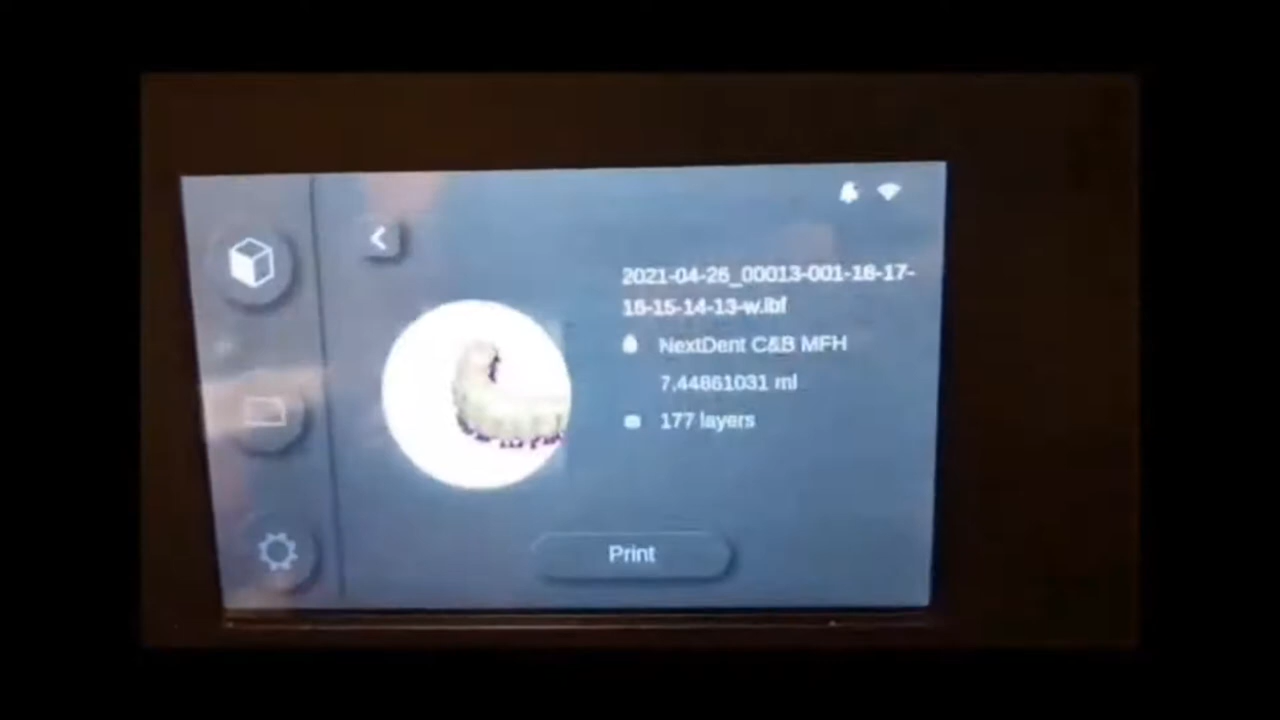 2021-04-26_00013-001-18-17-
16-15-14-13-w.lbf
NextDent C&B MFH
7.44861031 ml
177 layers
Print